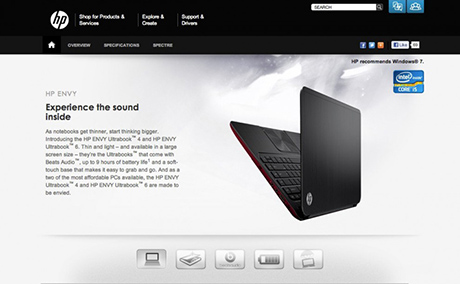 hp
Shop for Products &
Services
Explore &
Create
Support &
Drivers
SEARCH
OVERVIEW
SPECIFICATIONS
SPECTRE
Like
HP recommends Windows® 7.
intel
inside™
CORE i5
HP ENVY
Experience the sound
inside
As notebooks get thinner, start thinking bigger.
Introducing the HP ENVY Ultrabook™ 4 and HP ENVY
Ultrabook™ 6. Thin and light – and available in a large
screen size – they're the Ultrabooks™ that come with
Beats Audio™, up to 9 hours of battery life¹ and a soft-
touch base that makes it easy to grab and go. And as a
two of the most affordable PCs available, the HP ENVY
Ultrabook™ 4 and HP ENVY Ultrabook™ 6 are made to
be envied.
hp